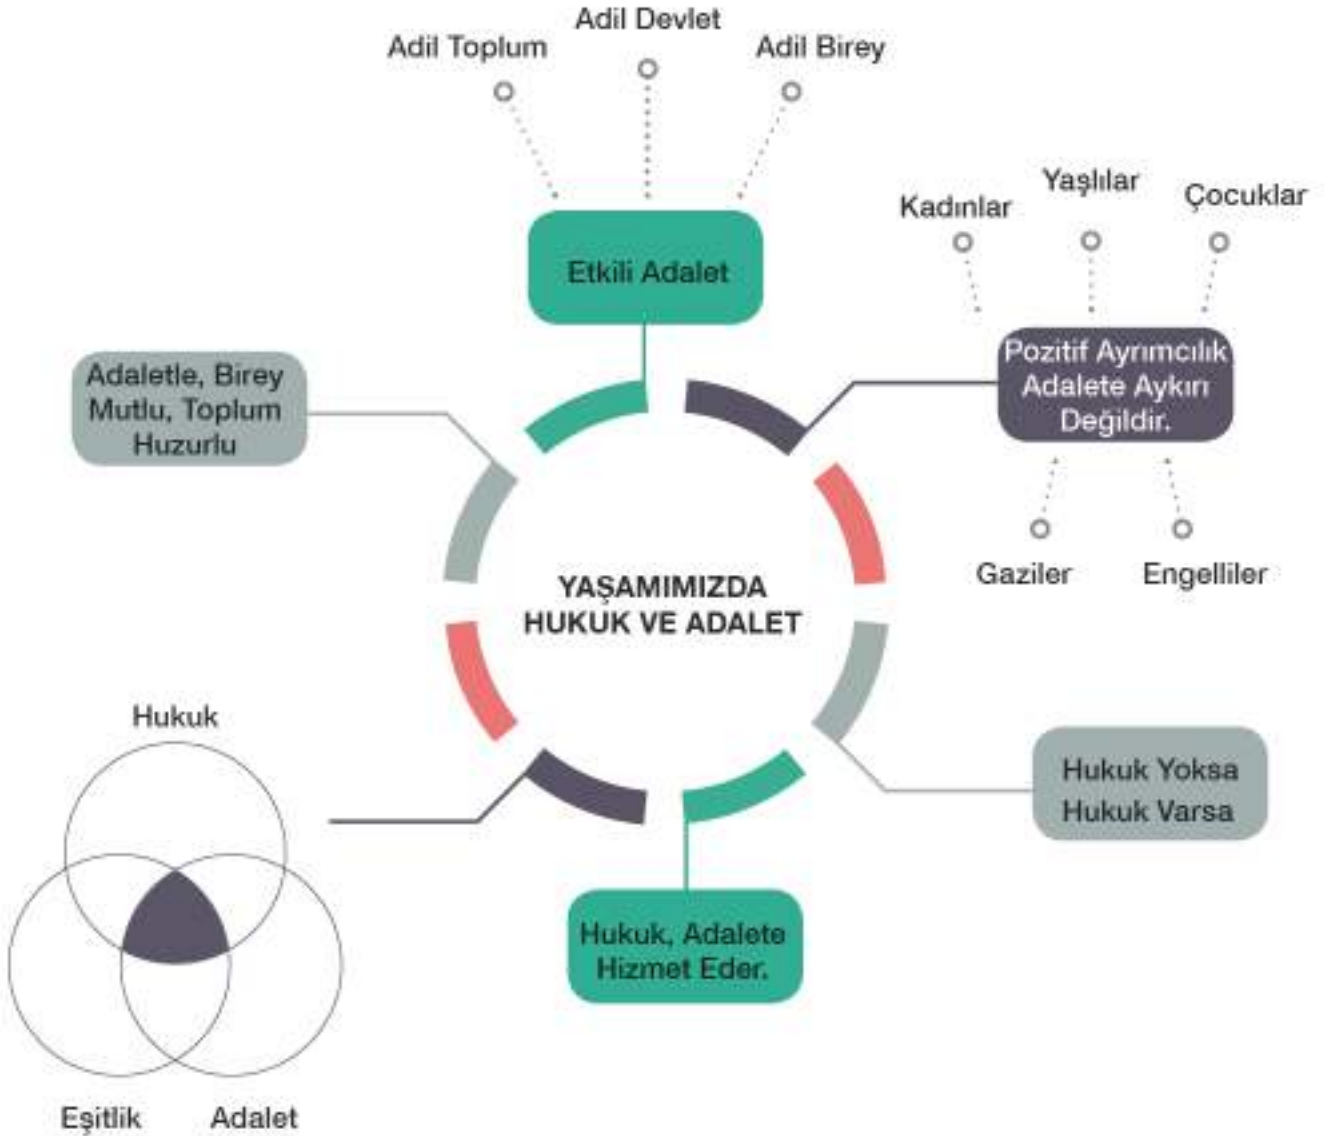 Adil Toplum
Adil Devlet
Adil Birey
Etkili Adalet
Kadınlar
Yaşlılar
Çocuklar
Pozitif Ayrımcılık
Adalete Aykırı
Değildir.
Gaziler
Engelliler
Adaletle, Birey
Mutlu, Toplum
Huzurlu
YAŞAMIMIZDA
HUKUK VE ADALET
Hukuk Yoksa
Hukuk Varsa
Hukuk, Adalete
Hizmet Eder.
Hukuk
Eşitlik
Adalet